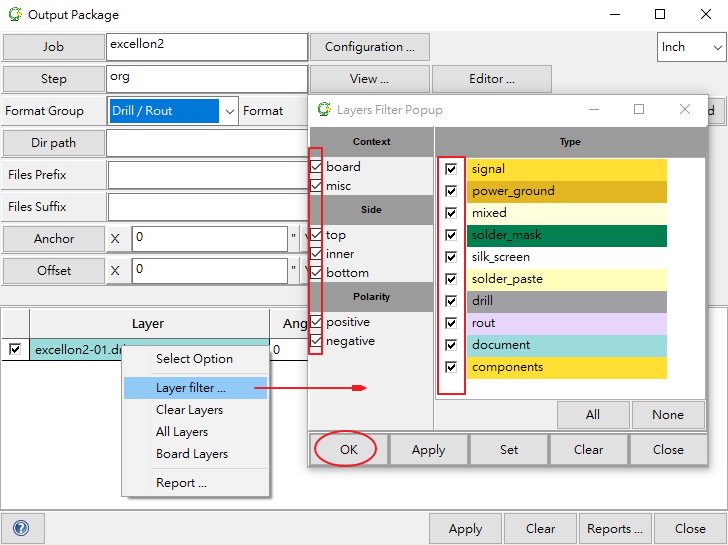 Output Package
Job
excellon2
Configuration ...
Inch
Step
org
View ...
Editor ...
Format Group
Drill / Rout
Format
Dir path
Files Prefix
Files Suffix
Anchor
X
0
"
Offset
X
0
"
Layer
excellon2-01.dr
0
Select Option
Layer filter ...
Clear Layers
All Layers
Board Layers
Report ...
Layers Filter Popup
Context
board
misc
Side
top
inner
bottom
Polarity
positive
negative
Type
signal
power_ground
mixed
solder_mask
silk_screen
solder_paste
drill
rout
document
components
All
None
OK
Apply
Set
Clear
Close
?
Apply
Clear
Reports ...
Close